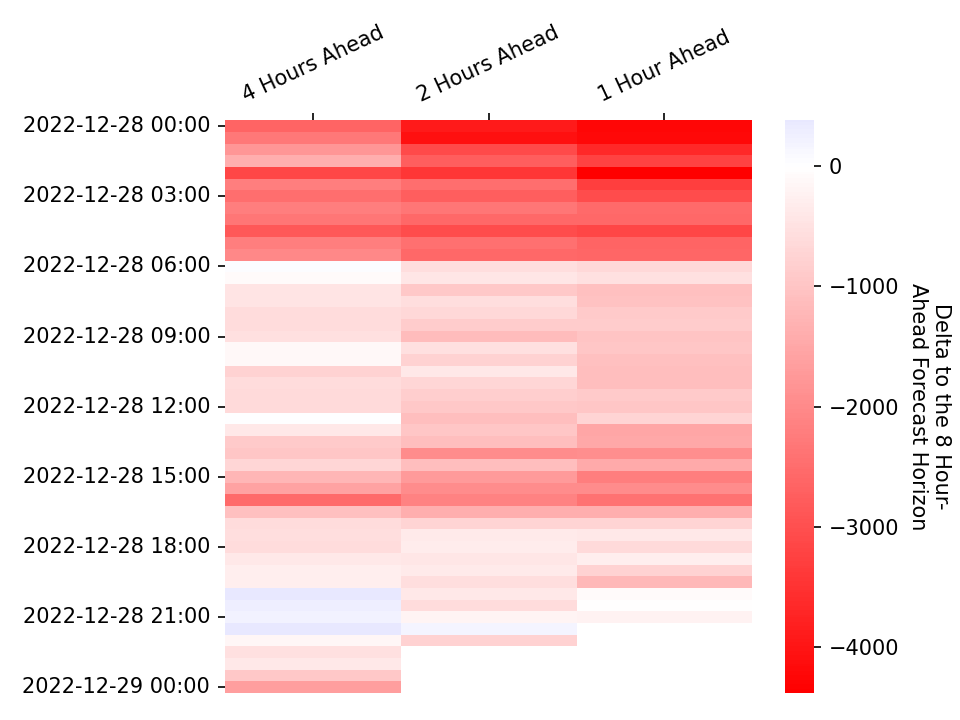 4 Hours Ahead
2 Hours Ahead
1 Hour Ahead
2022-12-28 00:00
2022-12-28 03:00
2022-12-28 06:00
2022-12-28 09:00
2022-12-28 12:00
2022-12-28 15:00
2022-12-28 18:00
2022-12-28 21:00
2022-12-29 00:00
0
−1000
−2000
−3000
−4000
Delta to the 8 Hour-
Ahead Forecast Horizon